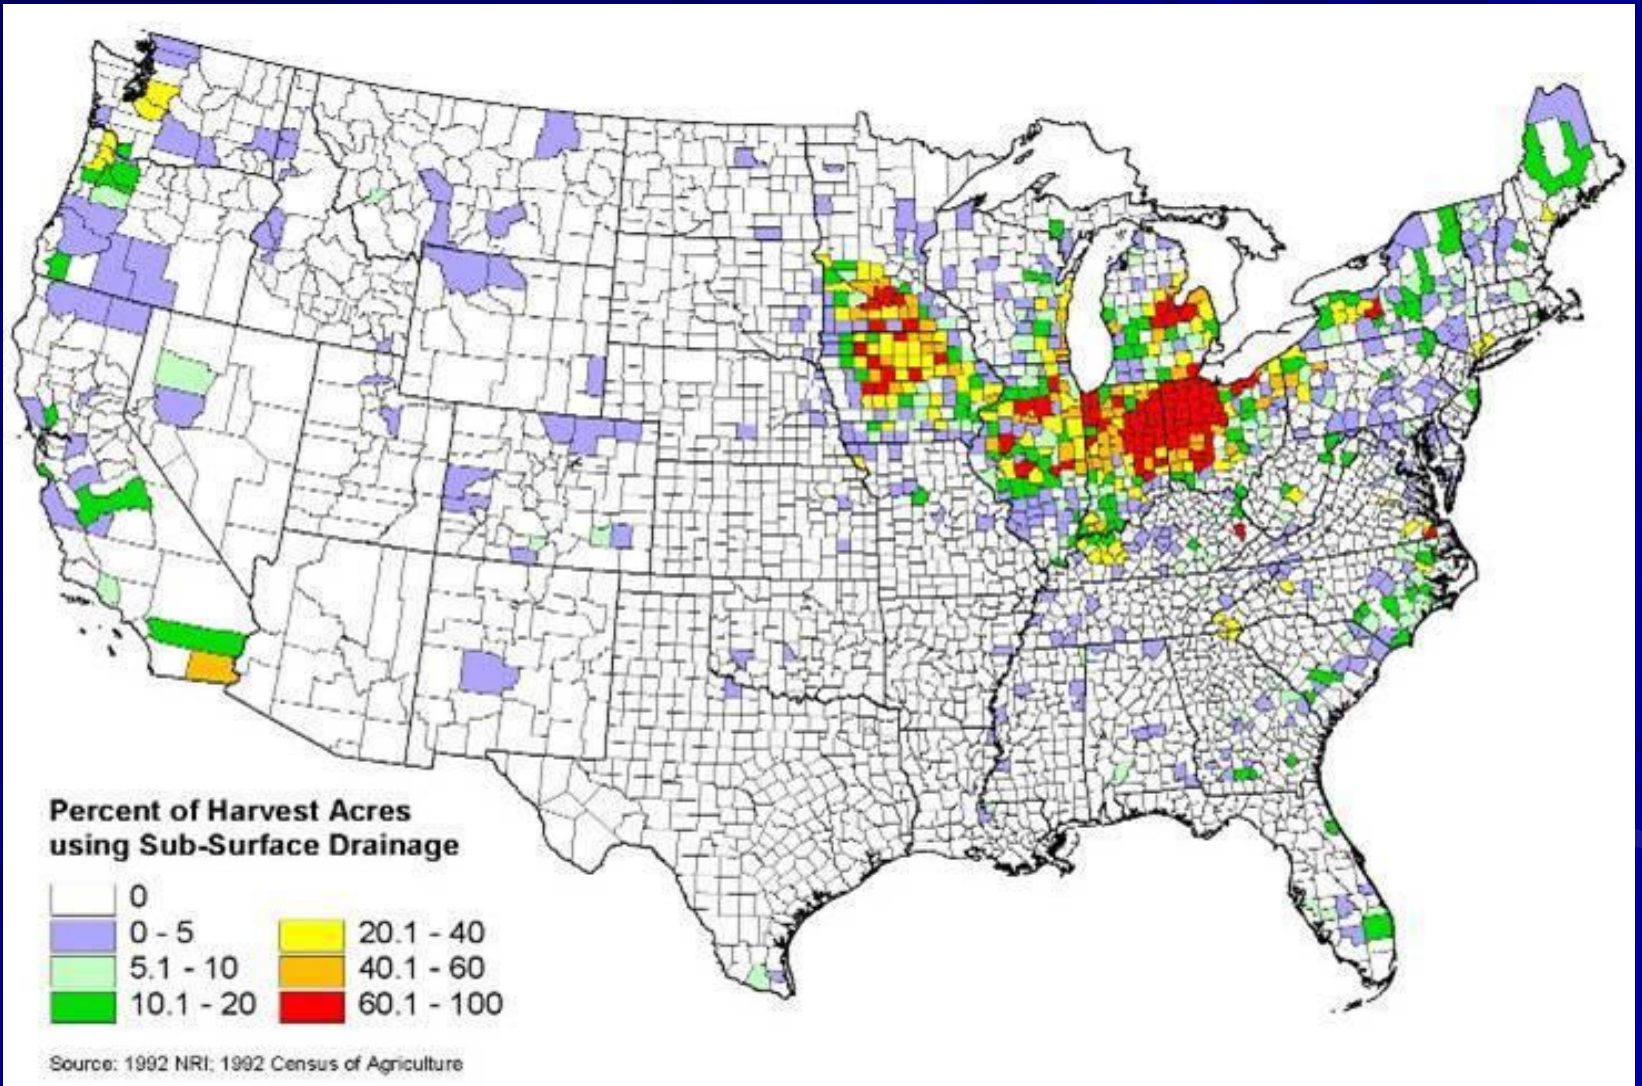 Percent of Harvest Acres
using Sub-Surface Drainage
0
0 - 5
5.1 - 10
10.1 - 20
20.1 - 40
40.1 - 60
60.1 - 100
Source: 1992 NRI; 1992 Census of Agriculture